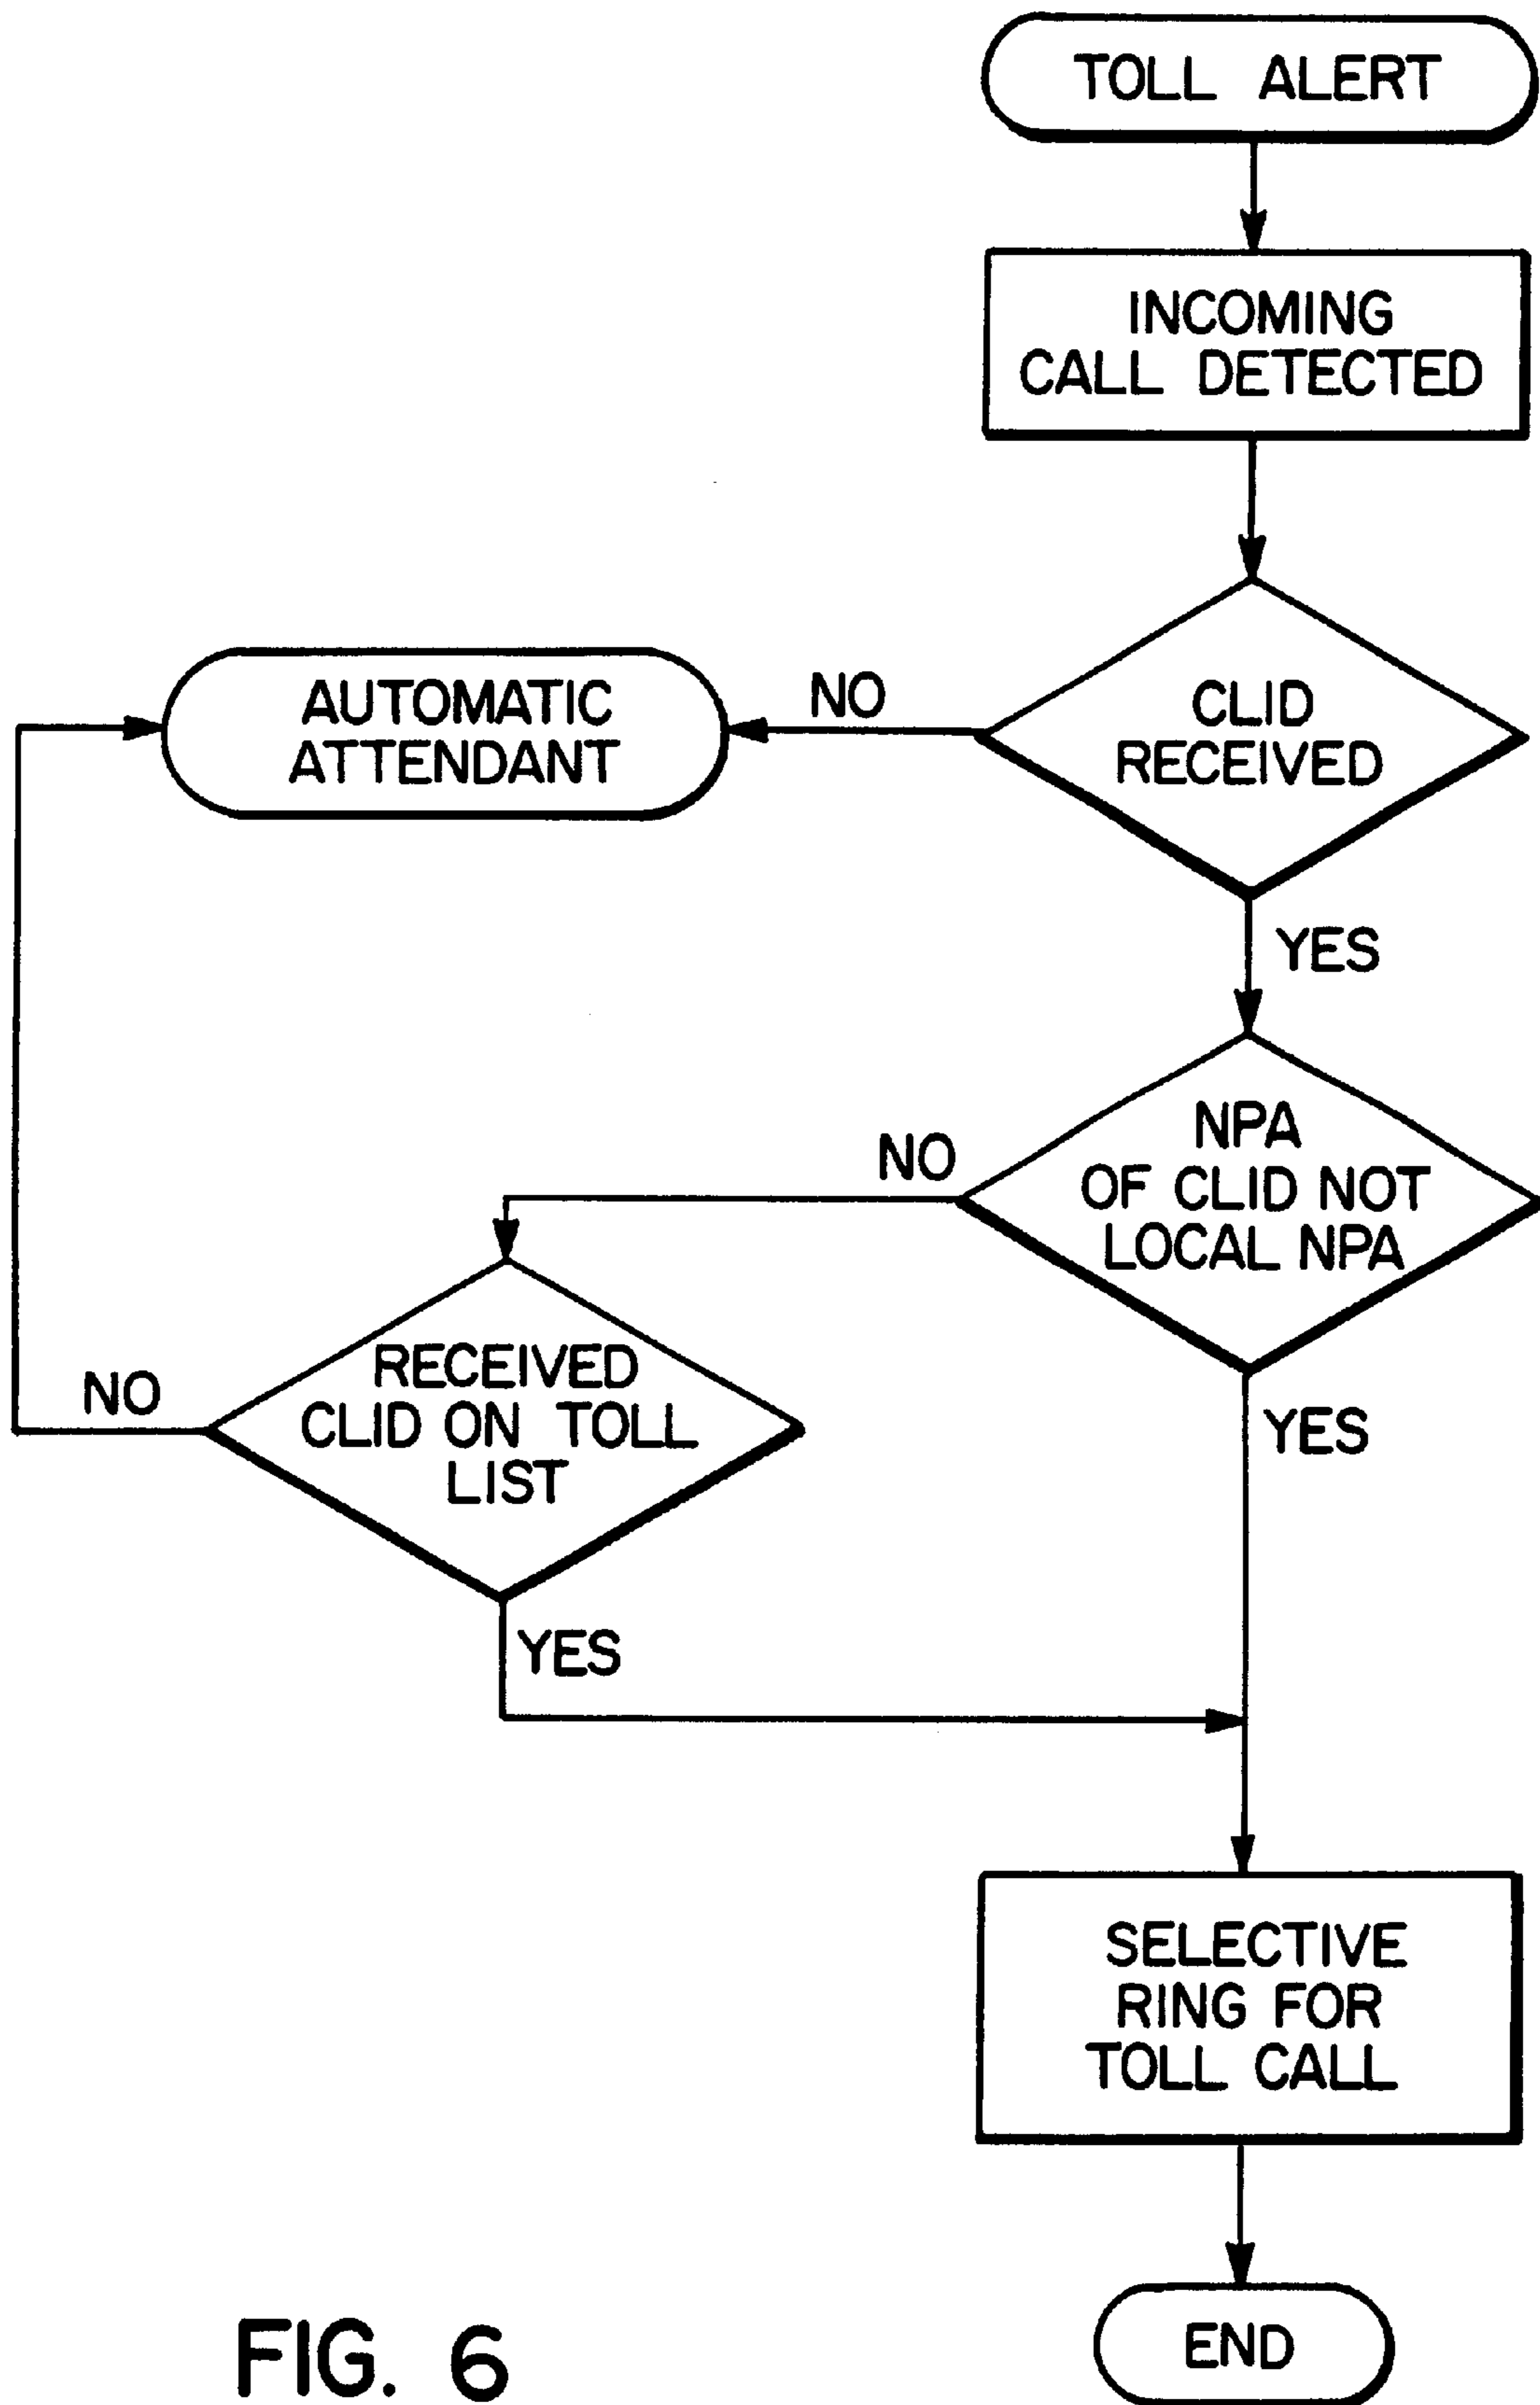 TOLL ALERT
INCOMING
CALL DETECTED
AUTOMATIC
ATTENDANT
NO
CLID
RECEIVED
YES
NPA
OF CLID NOT
LOCAL NPA
NO
RECEIVED
CLID ON TOLL
LIST
NO
YES
YES
SELECTIVE
RING FOR
TOLL CALL
END
FIG. 6